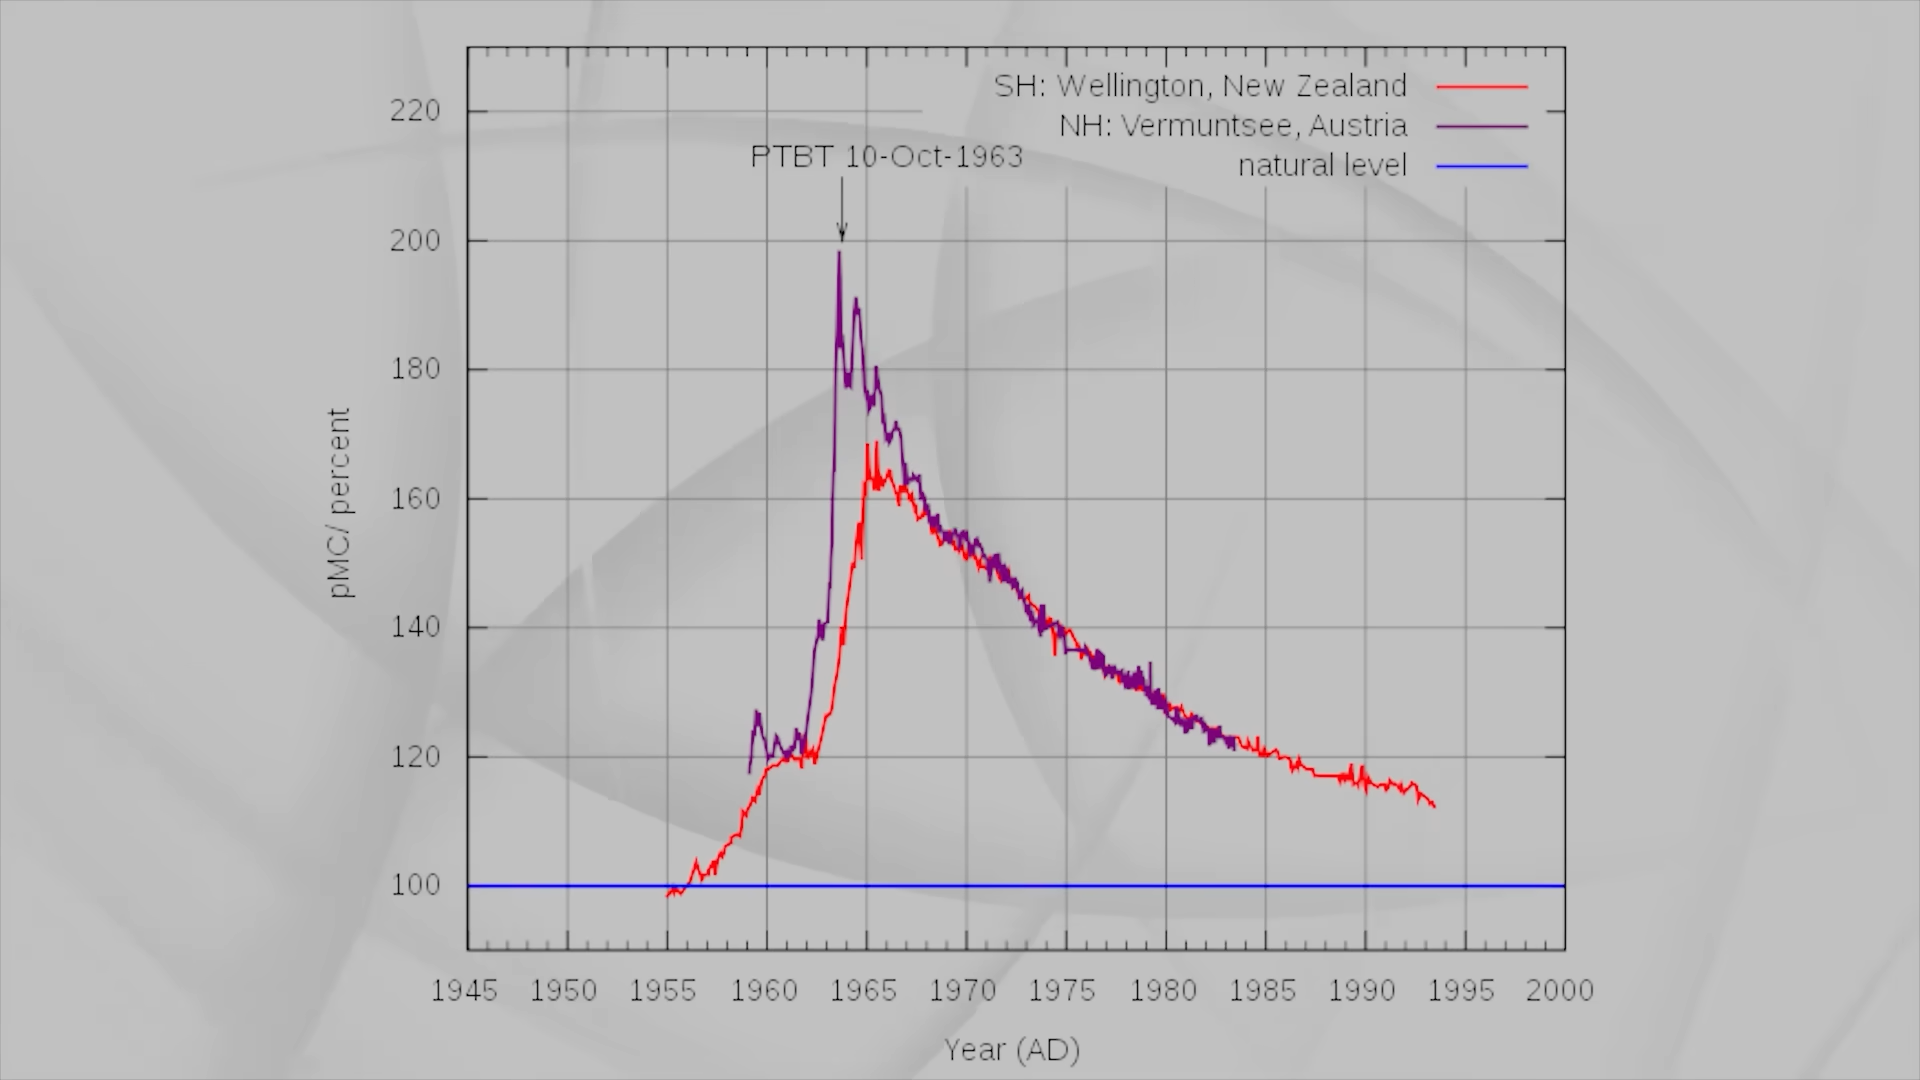 SH: Wellington, New Zealand
NH: Vermuntsee, Austria
natural level
PTBT 10-Oct-1963
220
200
180
160
140
120
100
pMC/ percent
1945 1950 1955 1960 1965 1970 1975 1980 1985 1990 1995 2000
Year (AD)